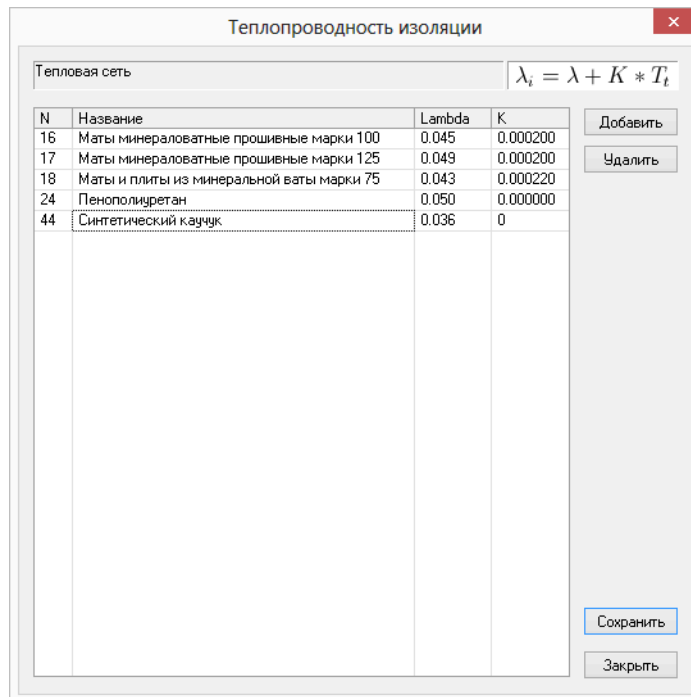 Теплопроводность изоляции
Тепловая сеть
λ_i = λ + K * T_t
N Название Lambda K
16 Маты минераловатные прошивные марки 100 0.045 0.000200
17 Маты минераловатные прошивные марки 125 0.049 0.000200
18 Маты и плиты из минеральной ваты марки 75 0.043 0.000220
24 Пенополиуретан 0.050 0.000000
44 Синтетический каучук 0.036 0
Добавить
Удалить
Сохранить
Закрыть